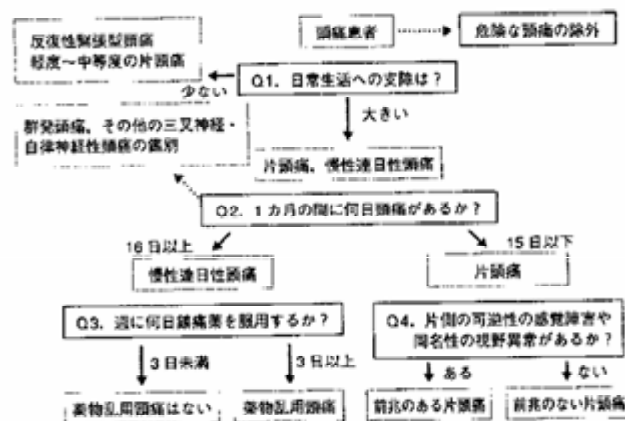 頭痛患者
危険な頭痛の除外
反復性緊張型頭痛
軽度〜中等度の片頭痛
Q1. 日常生活への支障は?
少ない
大きい
群発頭痛、その他の三叉神経・
自律神経性頭痛の鑑別
片頭痛、慢性連日性頭痛
Q2. 1カ月の間に何日頭痛があるか?
16日以上
15日以下
慢性連日性頭痛
片頭痛
Q3. 週に何日鎮痛薬を服用するか?
Q4. 片側の可逆性の感覚障害や
同名性の視野異常があるか?
3日未満
3日以上
ある
ない
薬物乱用頭痛はない
薬物乱用頭痛
前兆のある片頭痛
前兆のない片頭痛